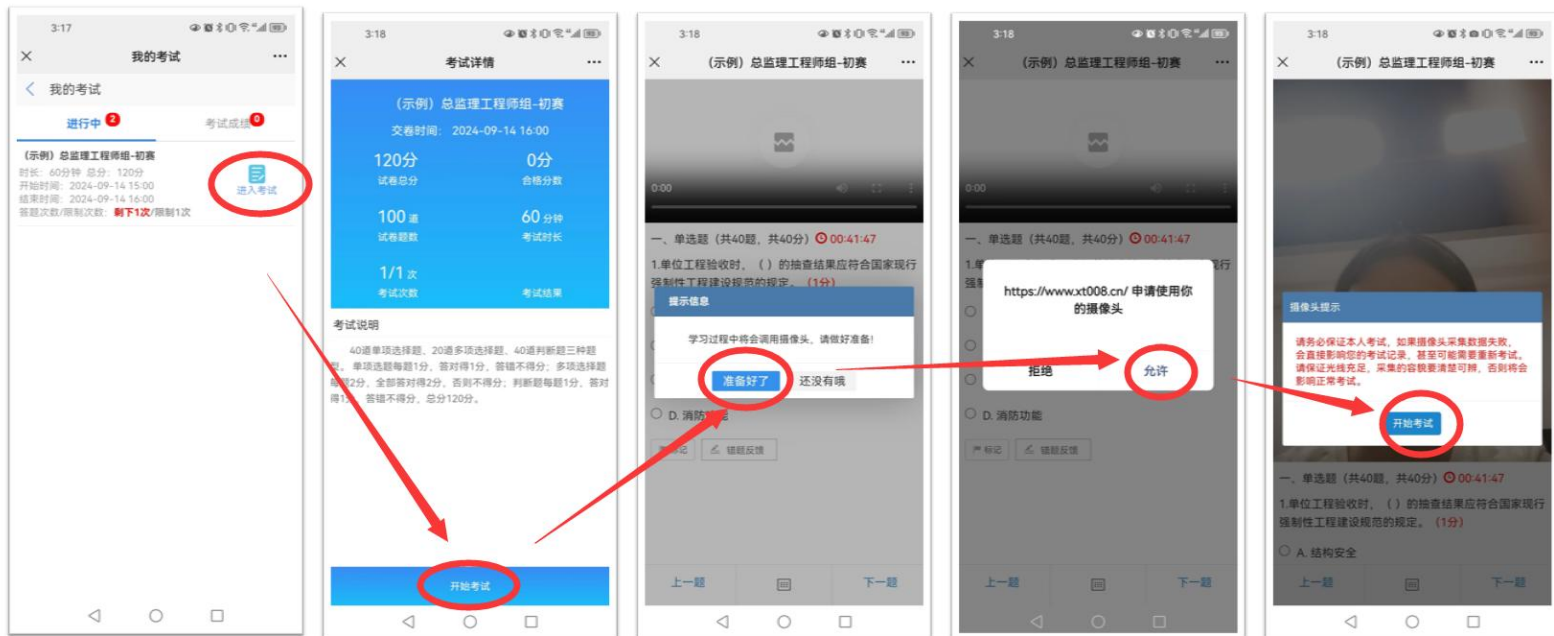 3:17
我的考试
我的考试
进行中 2
考试成绩 0
(示例) 总监理工程师组-初赛
时长: 60分钟 总分: 120分
开始时间: 2024-09-14 15:00
结束时间: 2024-09-14 16:00
答题次数/限制次数: 剩下1次/限制1次
进入考试
3:18
考试详情
(示例) 总监理工程师组-初赛
交卷时间: 2024-09-14 16:00
120分 0分
试卷总分 合格分数
100 道 60 分钟
试卷题数 考试时长
1/1 次
考试次数 考试结果
考试说明
40道单项选择题、20道多项选择题、40道判断题三种题
型。单项选题每题1分、答对得1分、答错不得分;多项选择题
每题2分、全部答对得2分、否则不得分;判断题每题1分、答对
得1分、答错不得分、总分120分。
开始考试
3:18
(示例) 总监理工程师组-初赛
0:00
一、单选题 (共40题, 共40分) 00:41:47
1.单位工程验收时, ( ) 的抽查结果应符合国家现行
强制性工程建设规范的规定。 (1分)
提示信息
学习过程中将会调用摄像头, 请做好准备!
准备好了 还没有哦
D. 消防功能
标记 错题反馈
上一题 下一题
3:18
(示例) 总监理工程师组-初赛
0:00
一、单选题 (共40题, 共40分) 00:41:47
1.单
现行
强制
https://www.xt008.cn/ 申请使用你
的摄像头
拒绝 允许
D. 消防功能
标记 错题反馈
上一题 下一题
3:18
(示例) 总监理工程师组-初赛
摄像头提示
请务必保证本人考试, 如果摄像头采集数据失败,
会直接影响您的考试记录, 甚至可能需要重新考试。
请保证光线充足, 采集的容貌要清楚可辨, 否则将会
影响正常考试。
开始考试
一、单选题 (共40题, 共40分) 00:41:47
1.单位工程验收时, ( ) 的抽查结果应符合国家现行
强制性工程建设规范的规定。 (1分)
A. 结构安全
上一题 下一题